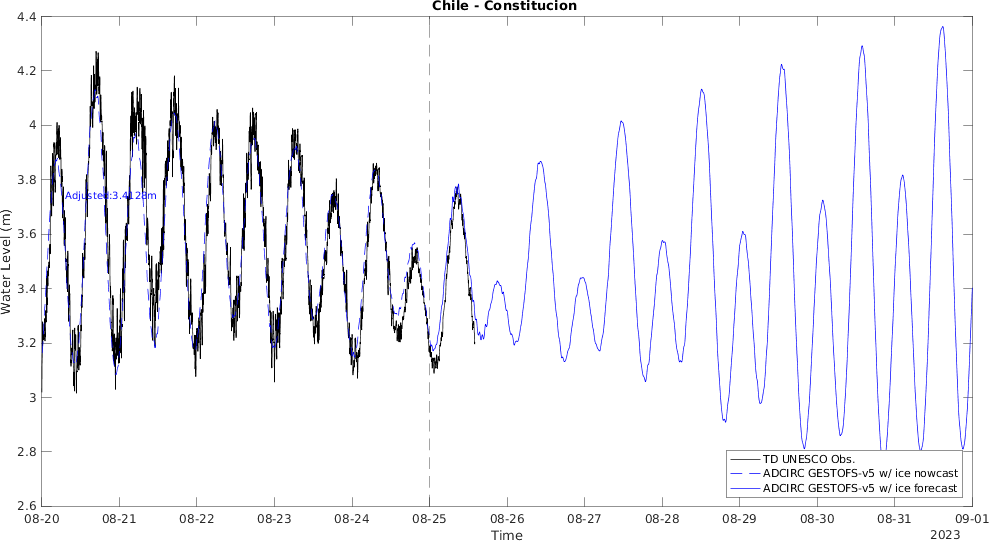 Chile - Constitucion
4.4
4.2
4
3.8
3.6
3.4
3.2
3
2.8
2.6
Water Level (m)
Adjusted:3.4123m
TD UNESCO Obs.
ADCIRC GESTOFS-v5 w/ ice nowcast
ADCIRC GESTOFS-v5 w/ ice forecast
08-20 08-21 08-22 08-23 08-24 08-25 08-26 08-27 08-28 08-29 08-30 08-31 09-01
Time
2023